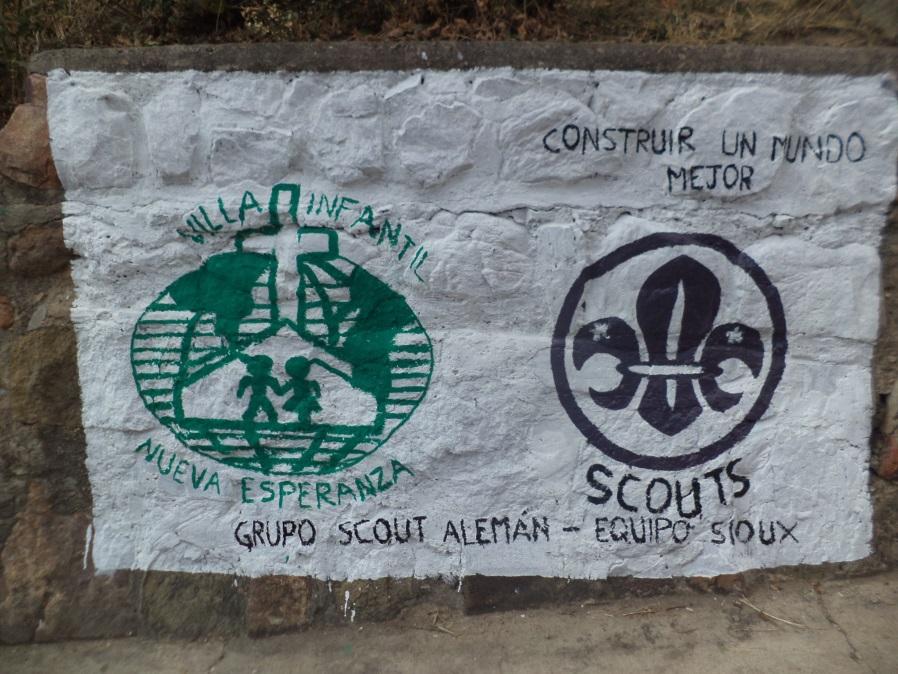 CONSTRUIR UN MUNDO
MEJOR
VILLA INFANTIL
NUEVA ESPERANZA
SCOUTS
GRUPO SCOUT ALEMÁN - EQUIPO SIOUX